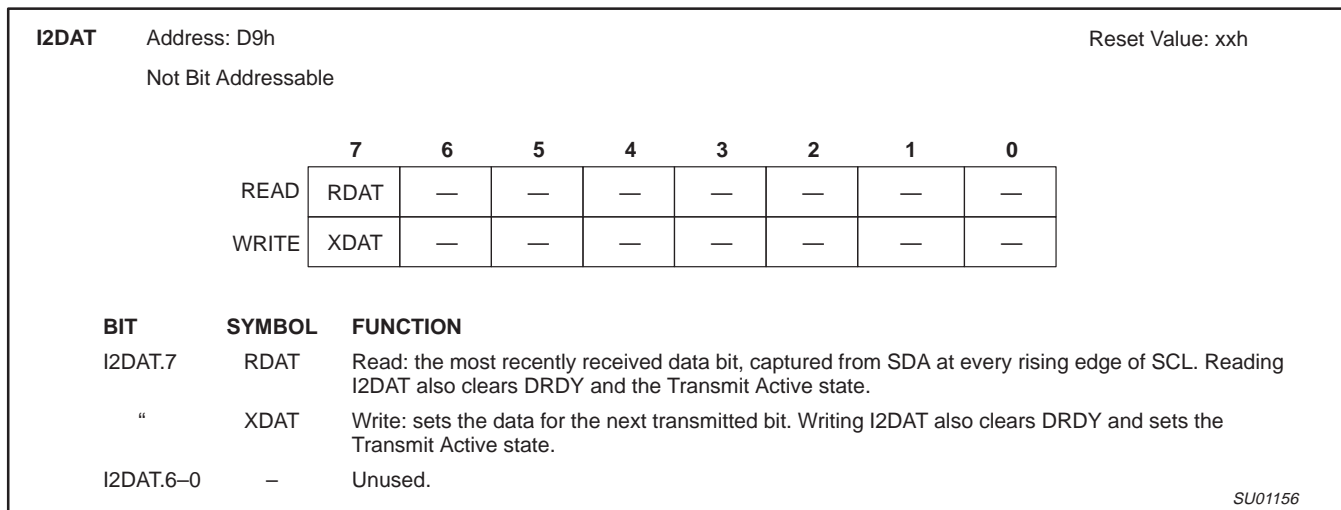 I2DAT Address: D9h Reset Value: xxh
Not Bit Addressable
7 6 5 4 3 2 1 0
READ RDAT — — — — — — —
WRITE XDAT — — — — — — —
BIT SYMBOL FUNCTION
I2DAT.7 RDAT Read: the most recently received data bit, captured from SDA at every rising edge of SCL. Reading
I2DAT also clears DRDY and the Transmit Active state.
“ XDAT Write: sets the data for the next transmitted bit. Writing I2DAT also clears DRDY and sets the
Transmit Active state.
I2DAT.6–0 – Unused.
SU01156